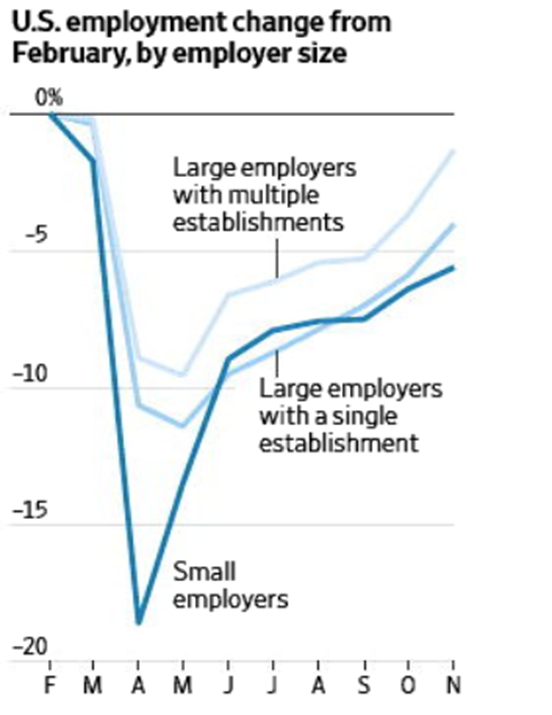 U.S. employment change from
February, by employer size
0%
Large employers
with multiple
establishments
–5
–10
Large employers
with a single
establishment
–15
Small
employers
–20
F M A M J J A S O N